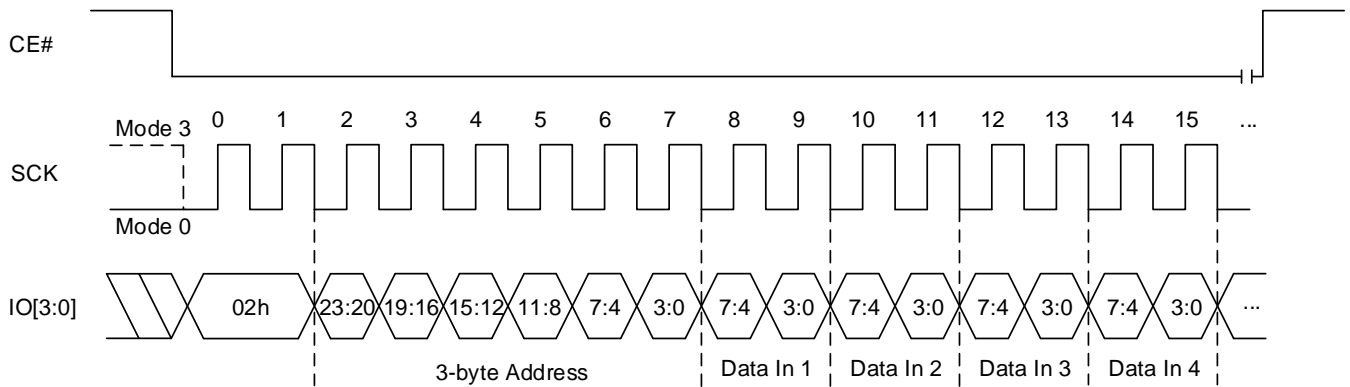 CE#
Mode 3 0 1 2 3 4 5 6 7 8 9 10 11 12 13 14 15 ...
SCK
Mode 0
IO[3:0] 02h 23:20 19:16 15:12 11:8 7:4 3:0 7:4 3:0 7:4 3:0 7:4 3:0 7:4 3:0 ...
3-byte Address Data In 1 Data In 2 Data In 3 Data In 4